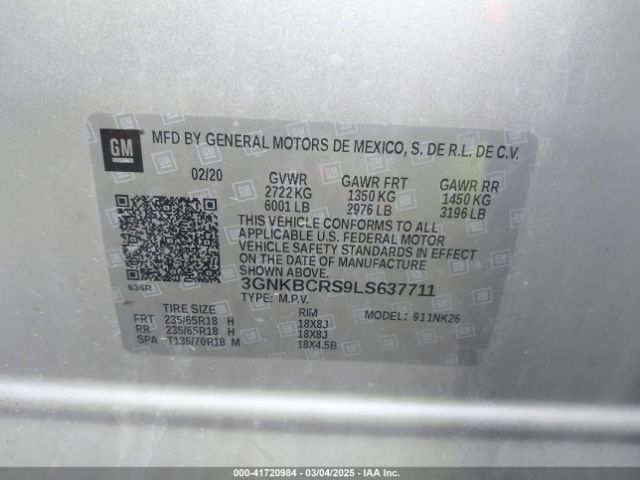 GM
MFD BY GENERAL MOTORS DE MEXICO, S. DE R.L. DE C.V.
02/20 GVWR GAWR FRT GAWR RR
2722 KG 1350 KG 1450 KG
6001 LB 2976 LB 3196 LB
THIS VEHICLE CONFORMS TO ALL
APPLICABLE U.S. FEDERAL MOTOR
VEHICLE SAFETY STANDARDS IN EFFECT
ON THE DATE OF MANUFACTURE
SHOWN ABOVE.
636R 3GNKBCRS9LS637711
TYPE: M.P.V.
TIRE SIZE RIM MODEL: 911NK26
FRT 235/65R18 H 18X8J
RR 235/65R18 H 18X8J
SPA T135/70R18 M 18X4.5B
000-41720984 — 03/04/2025 — IAA Inc.